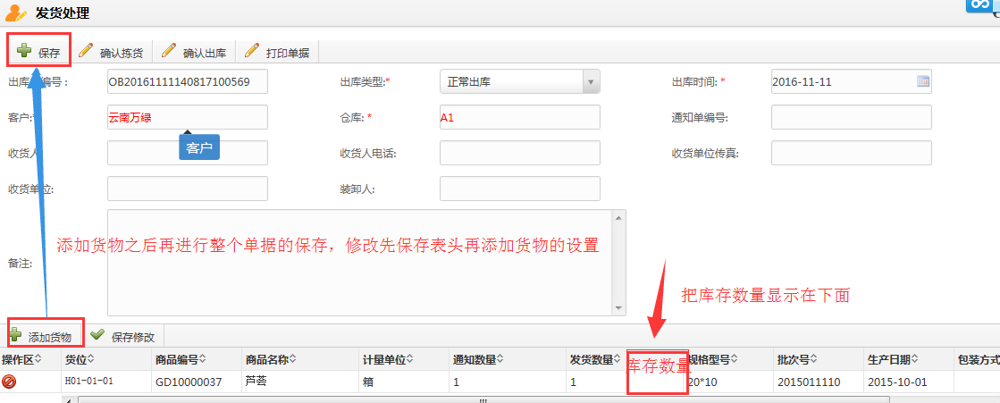 发货处理
保存 确认拣货 确认出库 打印单据
出库 编号: OB20161111140817100569 出库类型:* 正常出库 出库时间: * 2016-11-11
客户:* 云南万绿 仓库: * A1 通知单编号:
客户
收货人 收货人电话: 收货单位传真:
收货单位: 装卸人:
添加货物之后再进行整个单据的保存，修改先保存表头再添加货物的设置
备注:
把库存数量显示在下面
添加货物 保存修改
操作区 货位 商品编号 商品名称 计量单位 通知数量 发货数量 库存数量 规格型号 批次号 生产日期 包装方式
H01-01-01 GD10000037 芦荟 箱 1 1 20*10 2015011110 2015-10-01